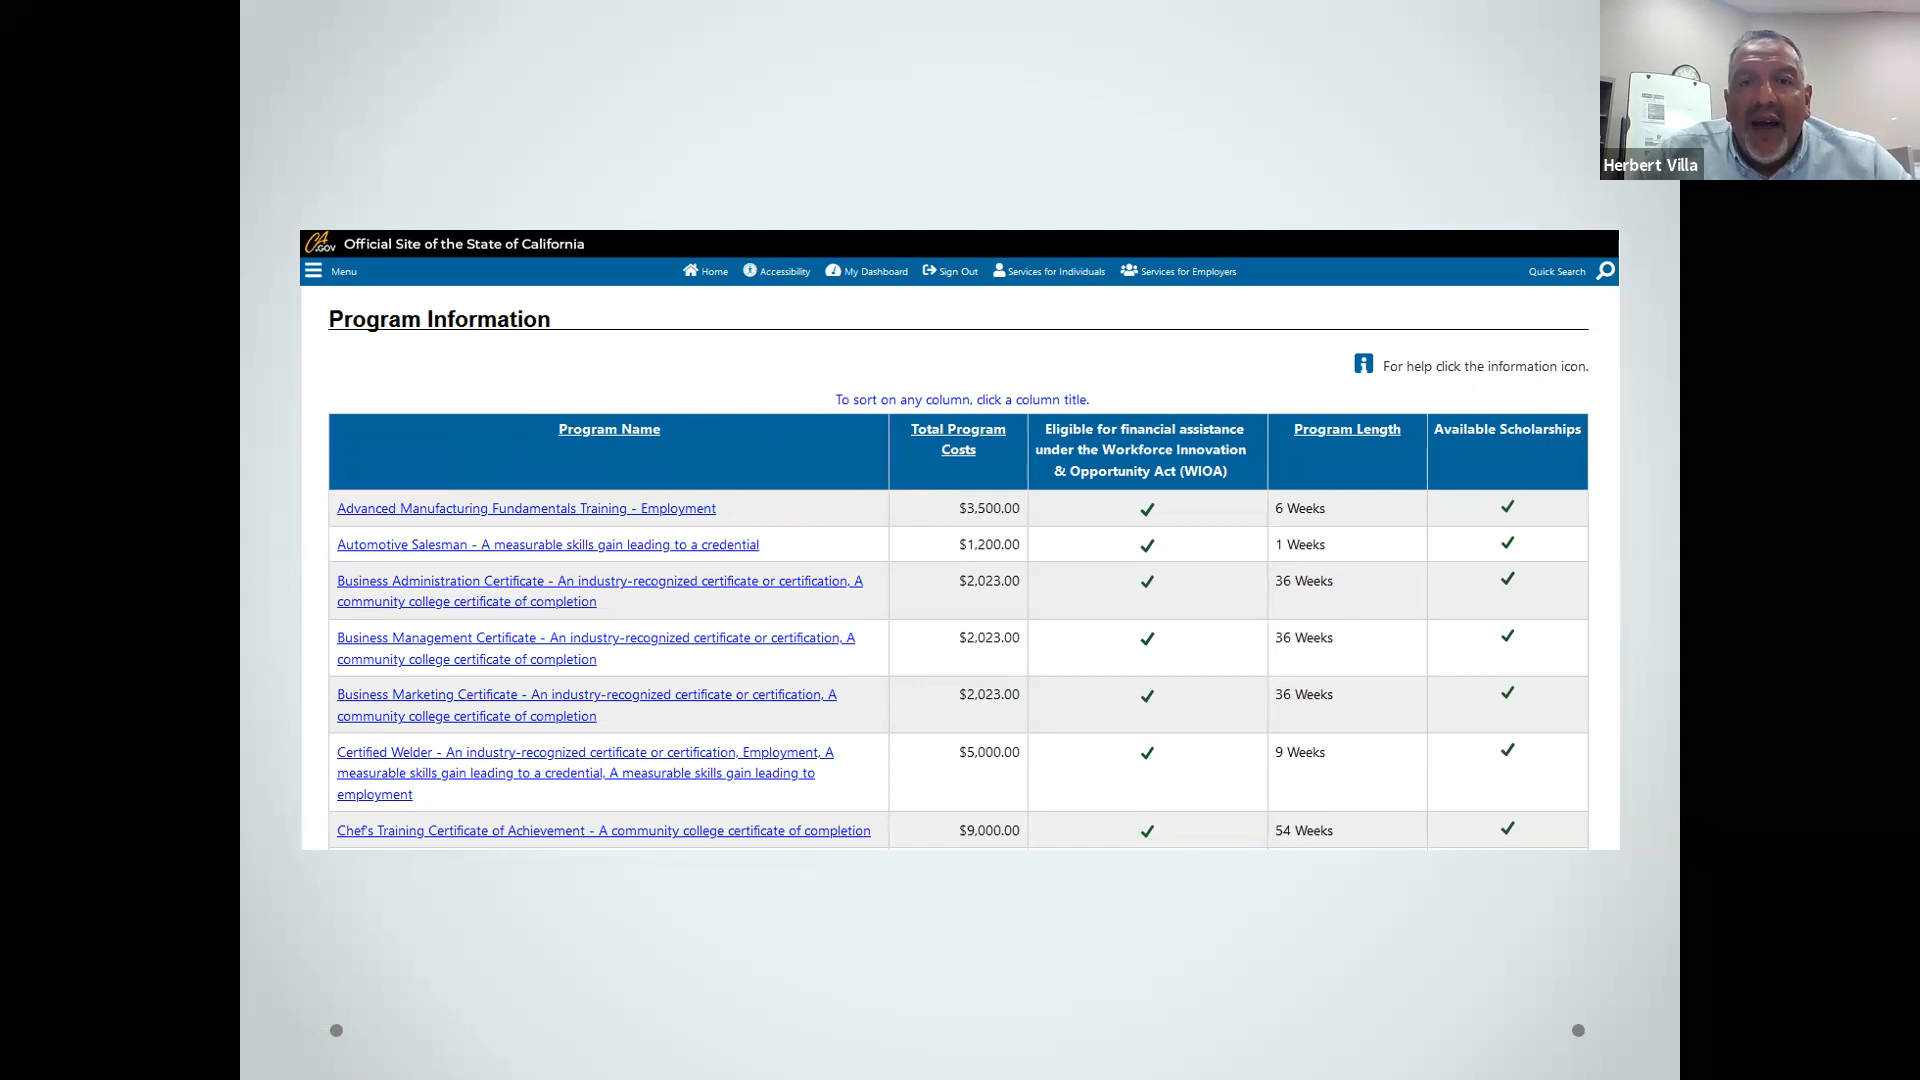 Herbert Villa
CA.GOV Official Site of the State of California
Menu Home Accessibility My Dashboard Sign Out Services for Individuals Services for Employers Quick Search
Program Information
For help click the information icon.
To sort on any column, click a column title.
Program Name
Total Program
Costs
Eligible for financial assistance
under the Workforce Innovation
& Opportunity Act (WIOA)
Program Length
Available Scholarships
Advanced Manufacturing Fundamentals Training - Employment $3,500.00 ✓ 6 Weeks ✓
Automotive Salesman - A measurable skills gain leading to a credential $1,200.00 ✓ 1 Weeks ✓
Business Administration Certificate - An industry-recognized certificate or certification, A $2,023.00 ✓ 36 Weeks ✓
community college certificate of completion
Business Management Certificate - An industry-recognized certificate or certification, A $2,023.00 ✓ 36 Weeks ✓
community college certificate of completion
Business Marketing Certificate - An industry-recognized certificate or certification, A $2,023.00 ✓ 36 Weeks ✓
community college certificate of completion
Certified Welder - An industry-recognized certificate or certification, Employment, A $5,000.00 ✓ 9 Weeks ✓
measurable skills gain leading to a credential, A measurable skills gain leading to
employment
Chef's Training Certificate of Achievement - A community college certificate of completion $9,000.00 ✓ 54 Weeks ✓